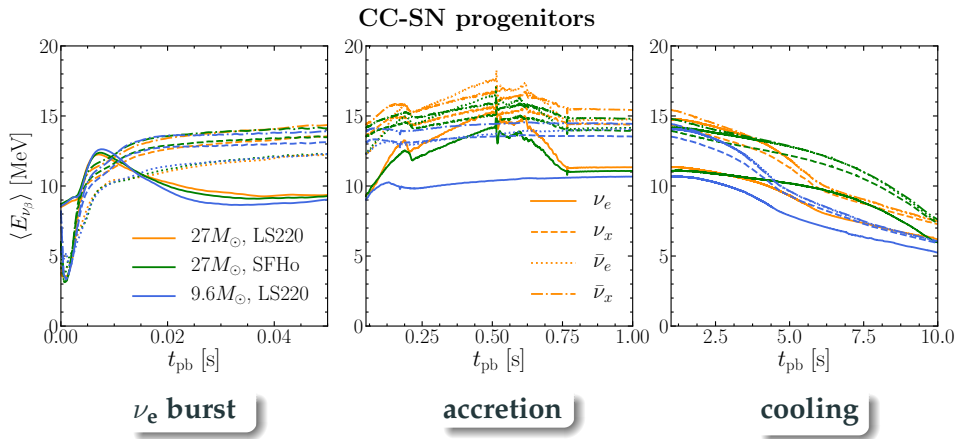 CC-SN progenitors
⟨E_{ν_β}⟩ [MeV]
20
15
10
5
0
27M⊙, LS220
27M⊙, SFHo
9.6M⊙, LS220
0.00 0.02 0.04
t_pb [s]
20
15
10
5
0
ν_e
ν_x
ν̄_e
ν̄_x
0.25 0.50 0.75 1.00
t_pb [s]
20
15
10
5
0
2.5 5.0 7.5 10.0
t_pb [s]
ν_e burst
accretion
cooling